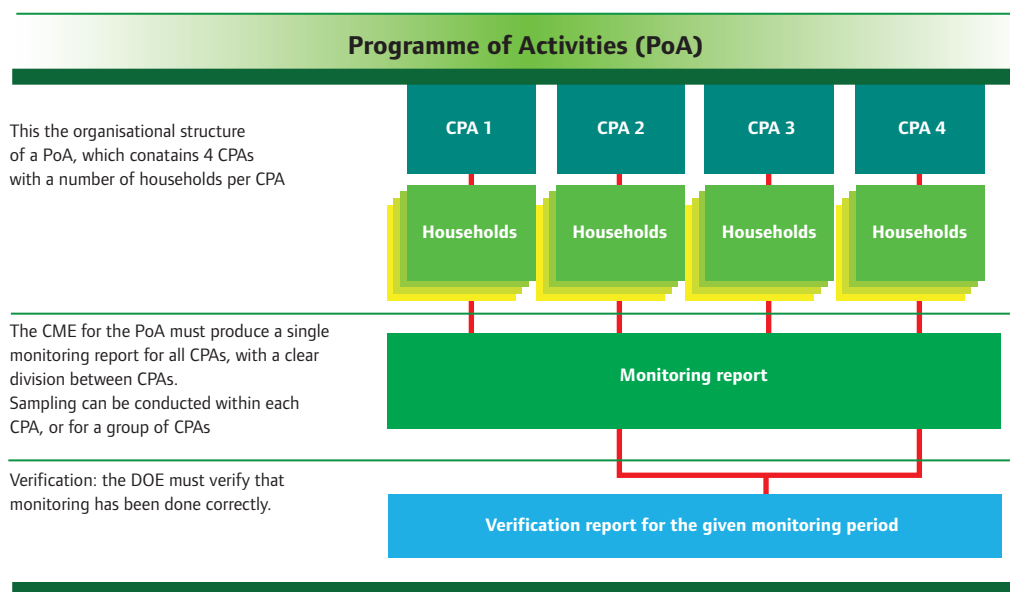 Programme of Activities (PoA)
CPA 1
CPA 2
CPA 3
CPA 4
This the organisational structure
of a PoA, which conatains 4 CPAs
with a number of households per CPA
Households
Households
Households
Households
The CME for the PoA must produce a single
monitoring report for all CPAs, with a clear
division between CPAs.
Sampling can be conducted within each
CPA, or for a group of CPAs
Monitoring report
Verification: the DOE must verify that
monitoring has been done correctly.
Verification report for the given monitoring period